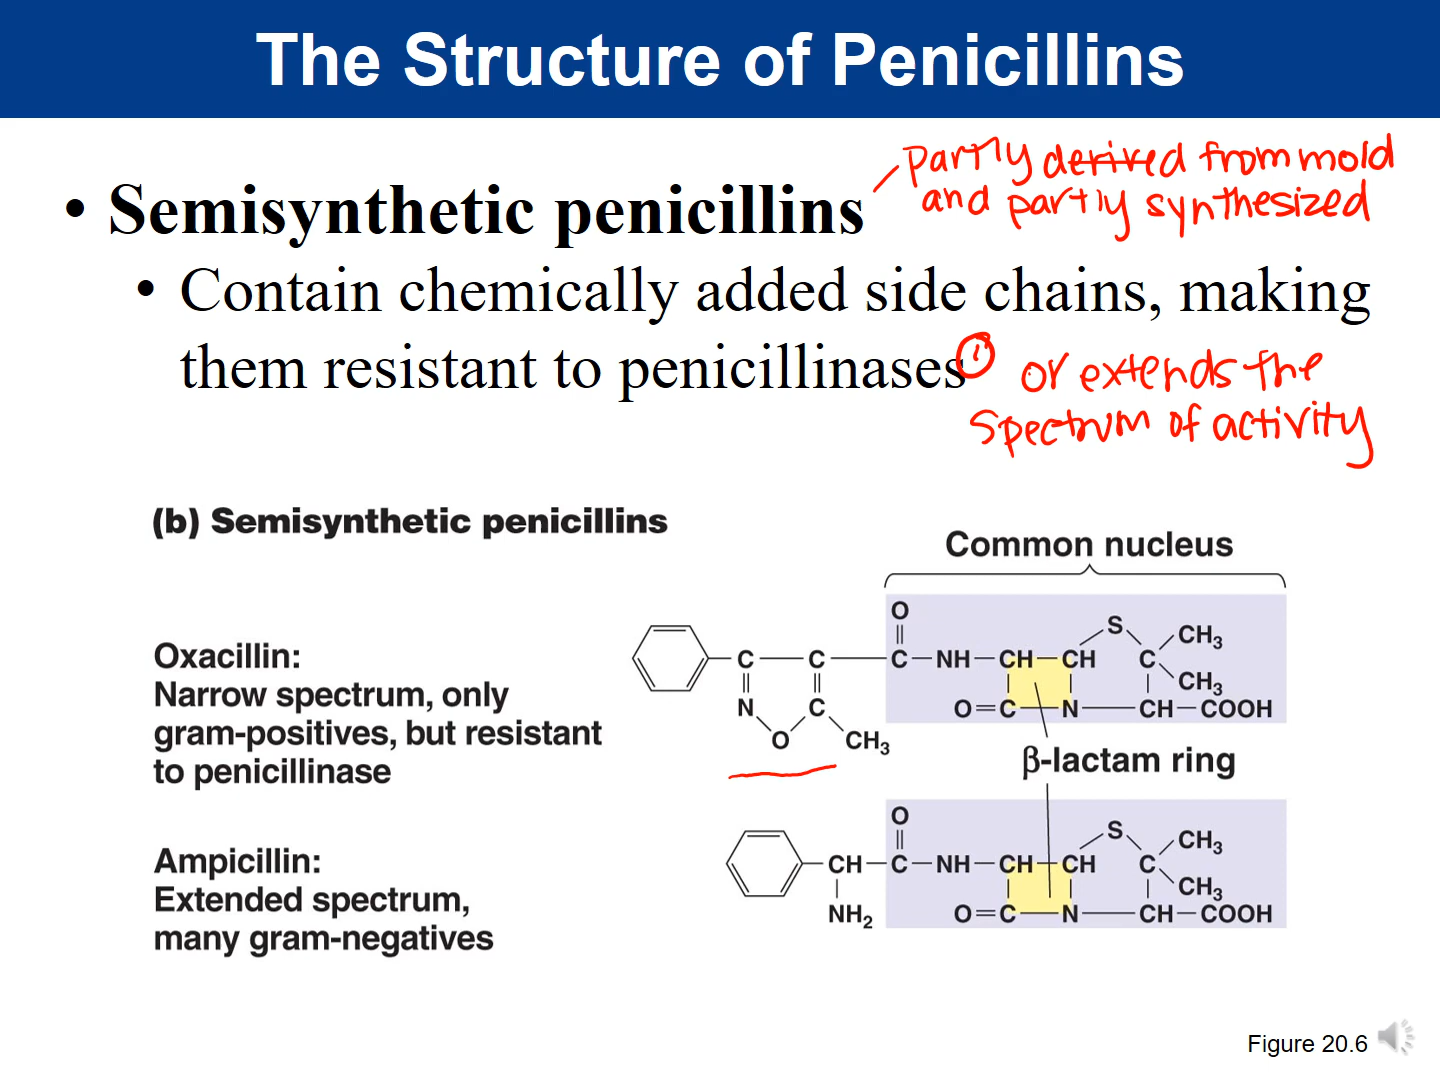 The Structure of Penicillins
partly derived from mold
and partly synthesized
• Semisynthetic penicillins
• Contain chemically added side chains, making
them resistant to penicillinases
or extends the
spectrum of activity
(b) Semisynthetic penicillins
Common nucleus
Oxacillin:
Narrow spectrum, only
gram-positives, but resistant
to penicillinase
O
S
CH3
C C C NH CH CH C
CH3
N C O=C N CH COOH
O CH3
β-lactam ring
Ampicillin:
Extended spectrum,
many gram-negatives
O
S
CH3
CH C NH CH CH C
CH3
NH2 O=C N CH COOH
Figure 20.6